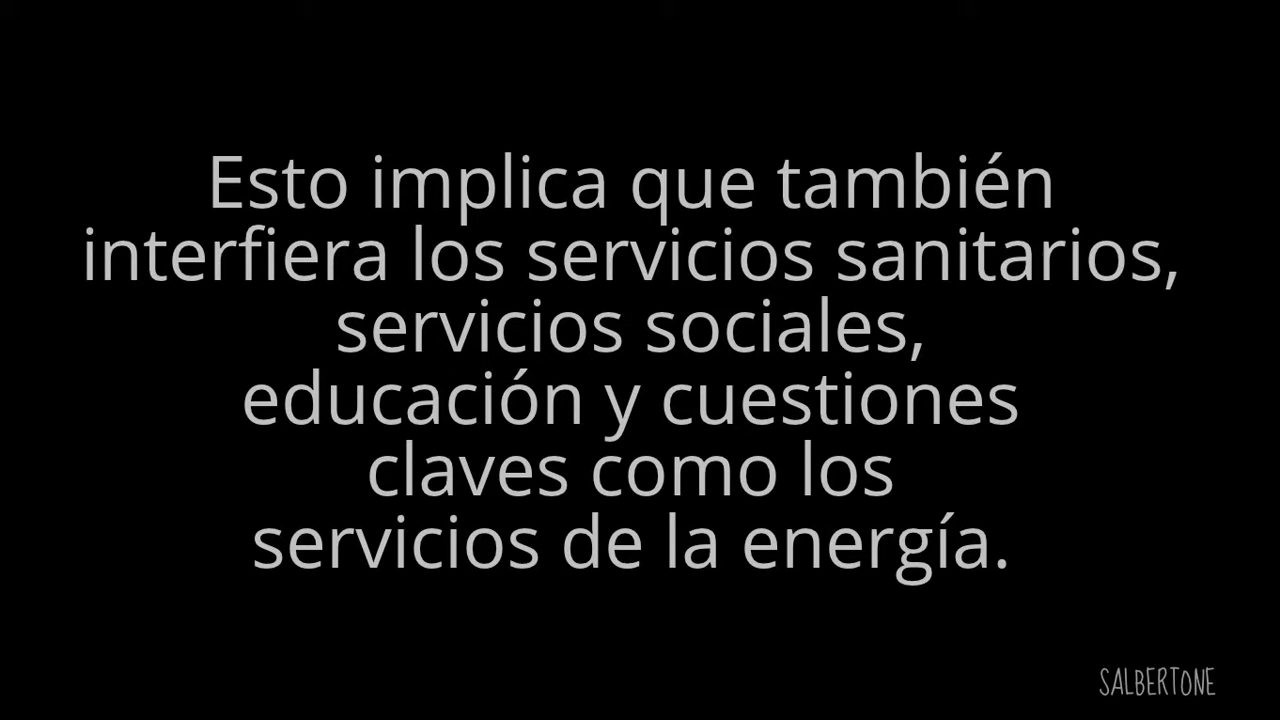 Esto implica que también
interfiera los servicios sanitarios,
servicios sociales,
educación y cuestiones
claves como los
servicios de la energía.
SALBERTONE